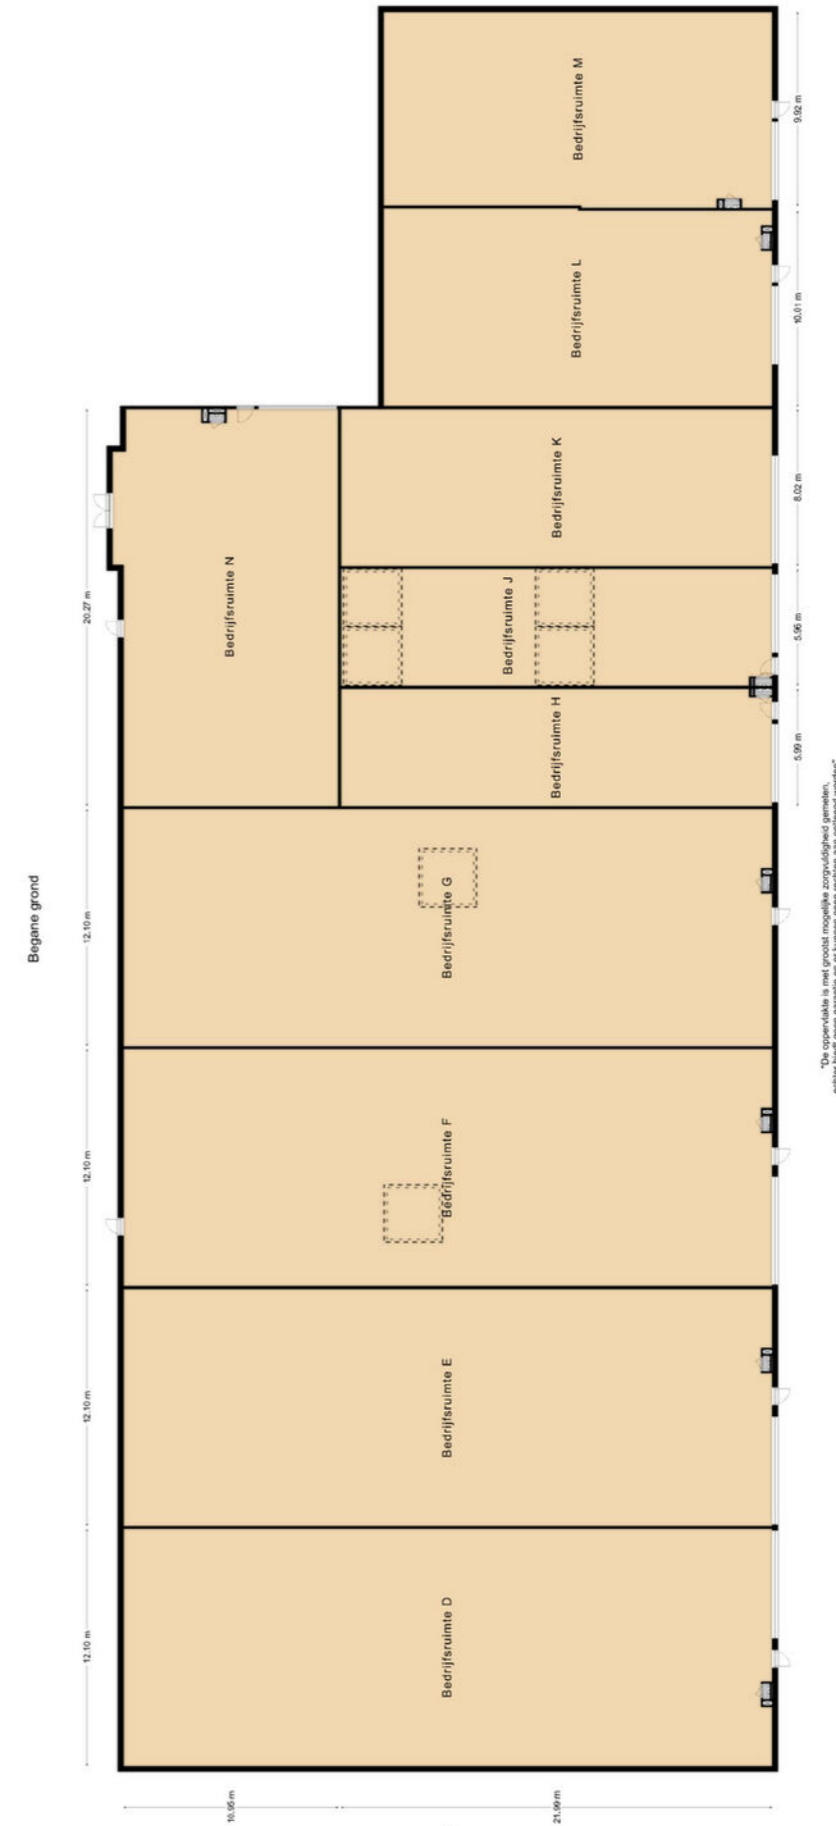 Begane grond
12.10 m
12.10 m
12.10 m
12.10 m
20.27 m
Bedrijfsruimte D
Bedrijfsruimte E
Bedrijfsruimte F
Bedrijfsruimte G
Bedrijfsruimte N
Bedrijfsruimte H
Bedrijfsruimte J
Bedrijfsruimte K
Bedrijfsruimte L
Bedrijfsruimte M
10.95 m
21.99 m
5.99 m
5.96 m
8.02 m
10.01 m
9.92 m
"De oppervlakte is met grootst mogelijke zorgvuldigheid gemeten,